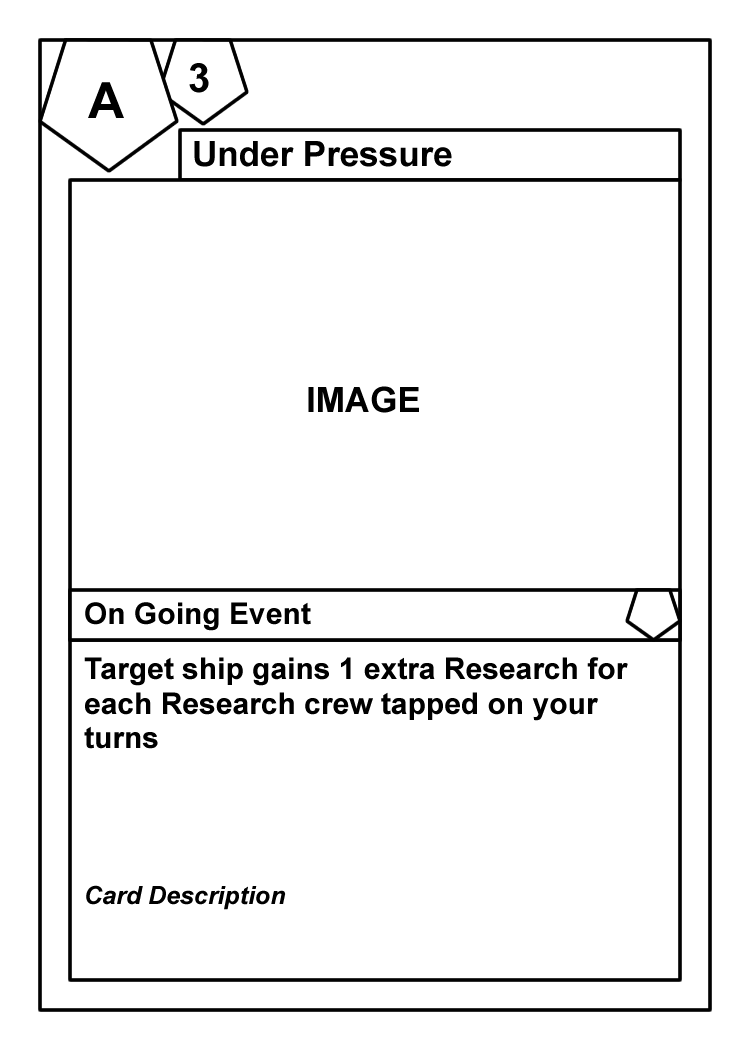 A
3
Under Pressure
IMAGE
On Going Event
Target ship gains 1 extra Research for
each Research crew tapped on your
turns
Card Description